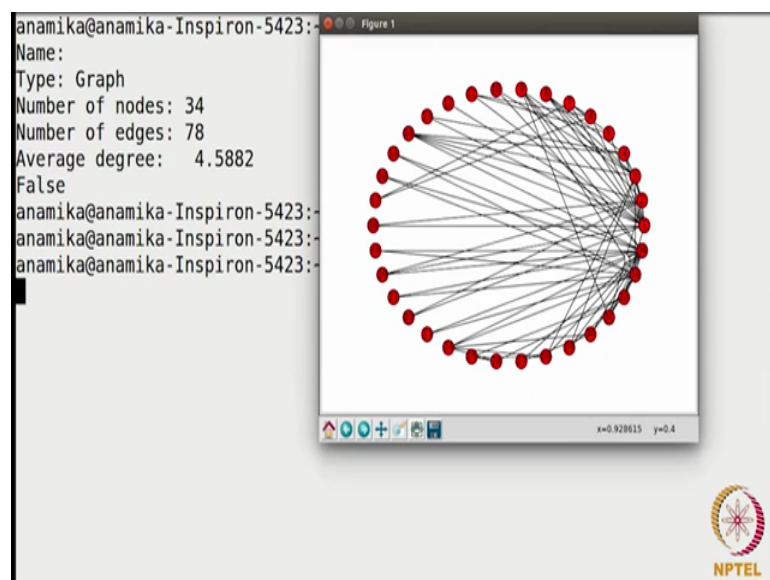 anamika@anamika-Inspiron-5423:~
Name:
Type: Graph
Number of nodes: 34
Number of edges: 78
Average degree:   4.5882
False
anamika@anamika-Inspiron-5423:~
anamika@anamika-Inspiron-5423:~
anamika@anamika-Inspiron-5423:~
Figure 1
x=0.928615 y=0.4
NPTEL